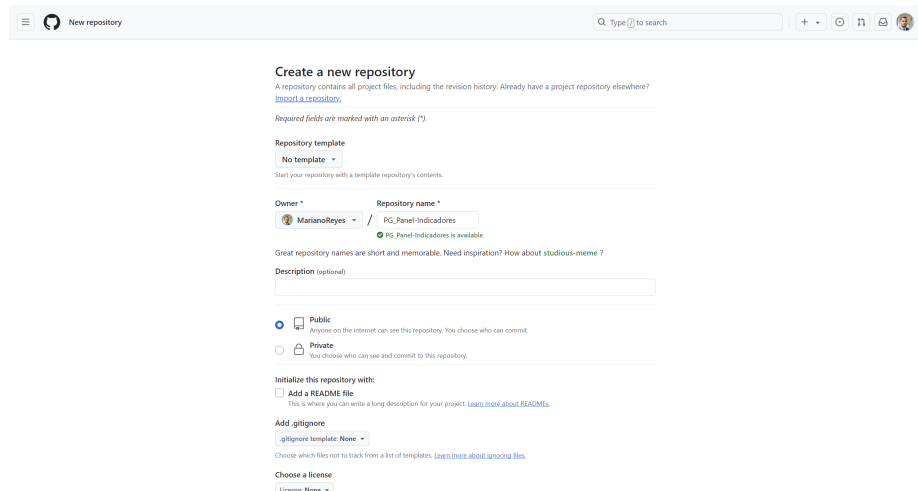 New repository
Type / to search
Create a new repository
A repository contains all project files, including the revision history. Already have a project repository elsewhere?
Import a repository.
Required fields are marked with an asterisk (*).
Repository template
No template
Start your repository with a template repository's contents.
Owner * Repository name *
MarianoReyes / PG_Panel-Indicadores
PG_Panel-Indicadores is available.
Great repository names are short and memorable. Need inspiration? How about studious-meme ?
Description (optional)
Public
Anyone on the internet can see this repository. You choose who can commit.
Private
You choose who can see and commit to this repository.
Initialize this repository with:
Add a README file
This is where you can write a long description for your project. Learn more about READMEs.
Add .gitignore
.gitignore template: None
Choose which files not to track from a list of templates. Learn more about ignoring files.
Choose a license
License: None